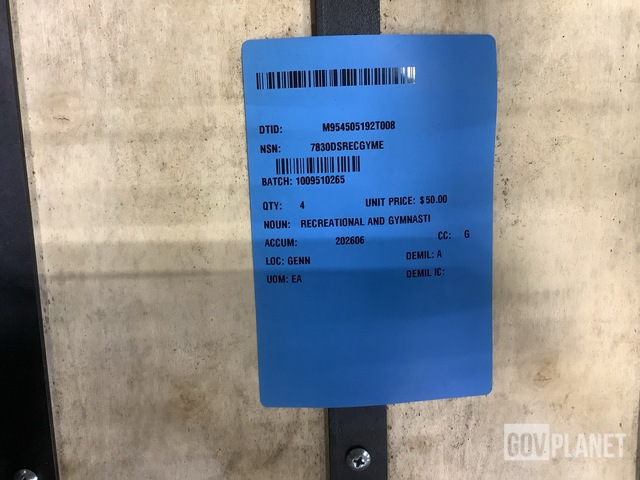 DTID: M954505192T008
NSN: 7830DSRECGYME
BATCH: 1009510265
QTY: 4 UNIT PRICE: $50.00
NOUN: RECREATIONAL AND GYMNASTI
ACCUM: 202606 CC: G
LOC: GENN DEMIL: A
UOM: EA DEMIL IC:
GOVPLANET